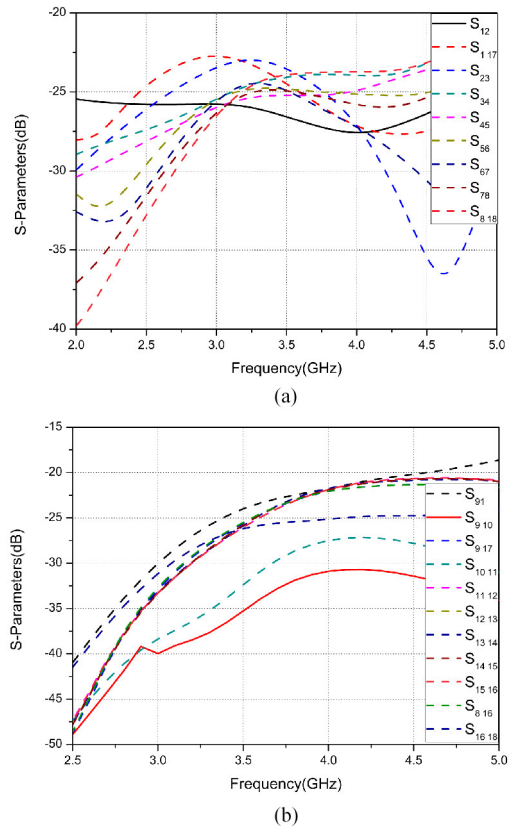 -20
-25
-30
-35
-40
S-Parameters(dB)
2.0 2.5 3.0 3.5 4.0 4.5 5.0
Frequency(GHz)
S12
S1 17
S23
S34
S45
S56
S67
S78
S8 18
(a)
-15
-20
-25
-30
-35
-40
-45
-50
S-Parameters(dB)
2.5 3.0 3.5 4.0 4.5 5.0
Frequency(GHz)
S91
S9 10
S9 17
S10 11
S11 12
S12 13
S13 14
S14 15
S15 16
S8 16
S16 18
(b)